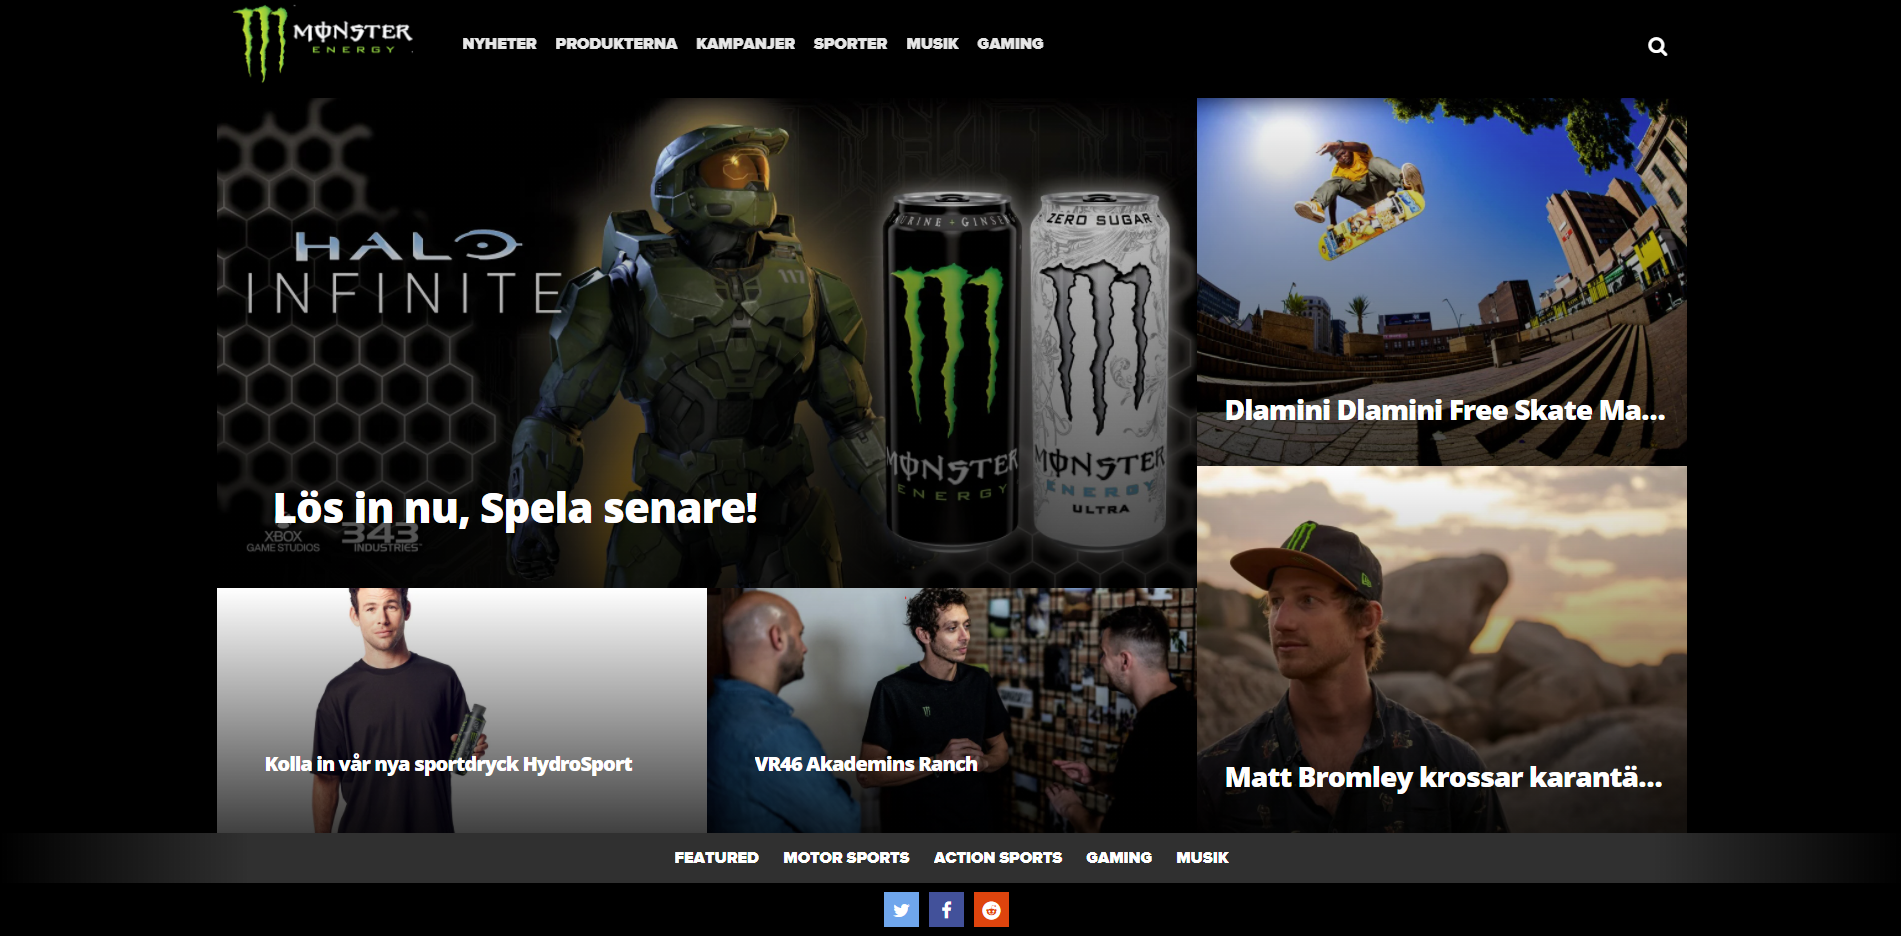 MONSTER
ENERGY
NYHETER PRODUKTERNA KAMPANJER SPORTER MUSIK GAMING
HALO
INFINITE
117
URINE + GINSE
ZERO SUGAR
MONSTER
ENERGY
MONSTER
ENERGY
ULTRA
Lös in nu, Spela senare!
XBOX
GAME STUDIOS
343
INDUSTRIES
Dlamini Dlamini Free Skate Ma...
Kolla in vår nya sportdryck HydroSport
VR46 Akademins Ranch
Matt Bromley krossar karantä...
FEATURED MOTOR SPORTS ACTION SPORTS GAMING MUSIK